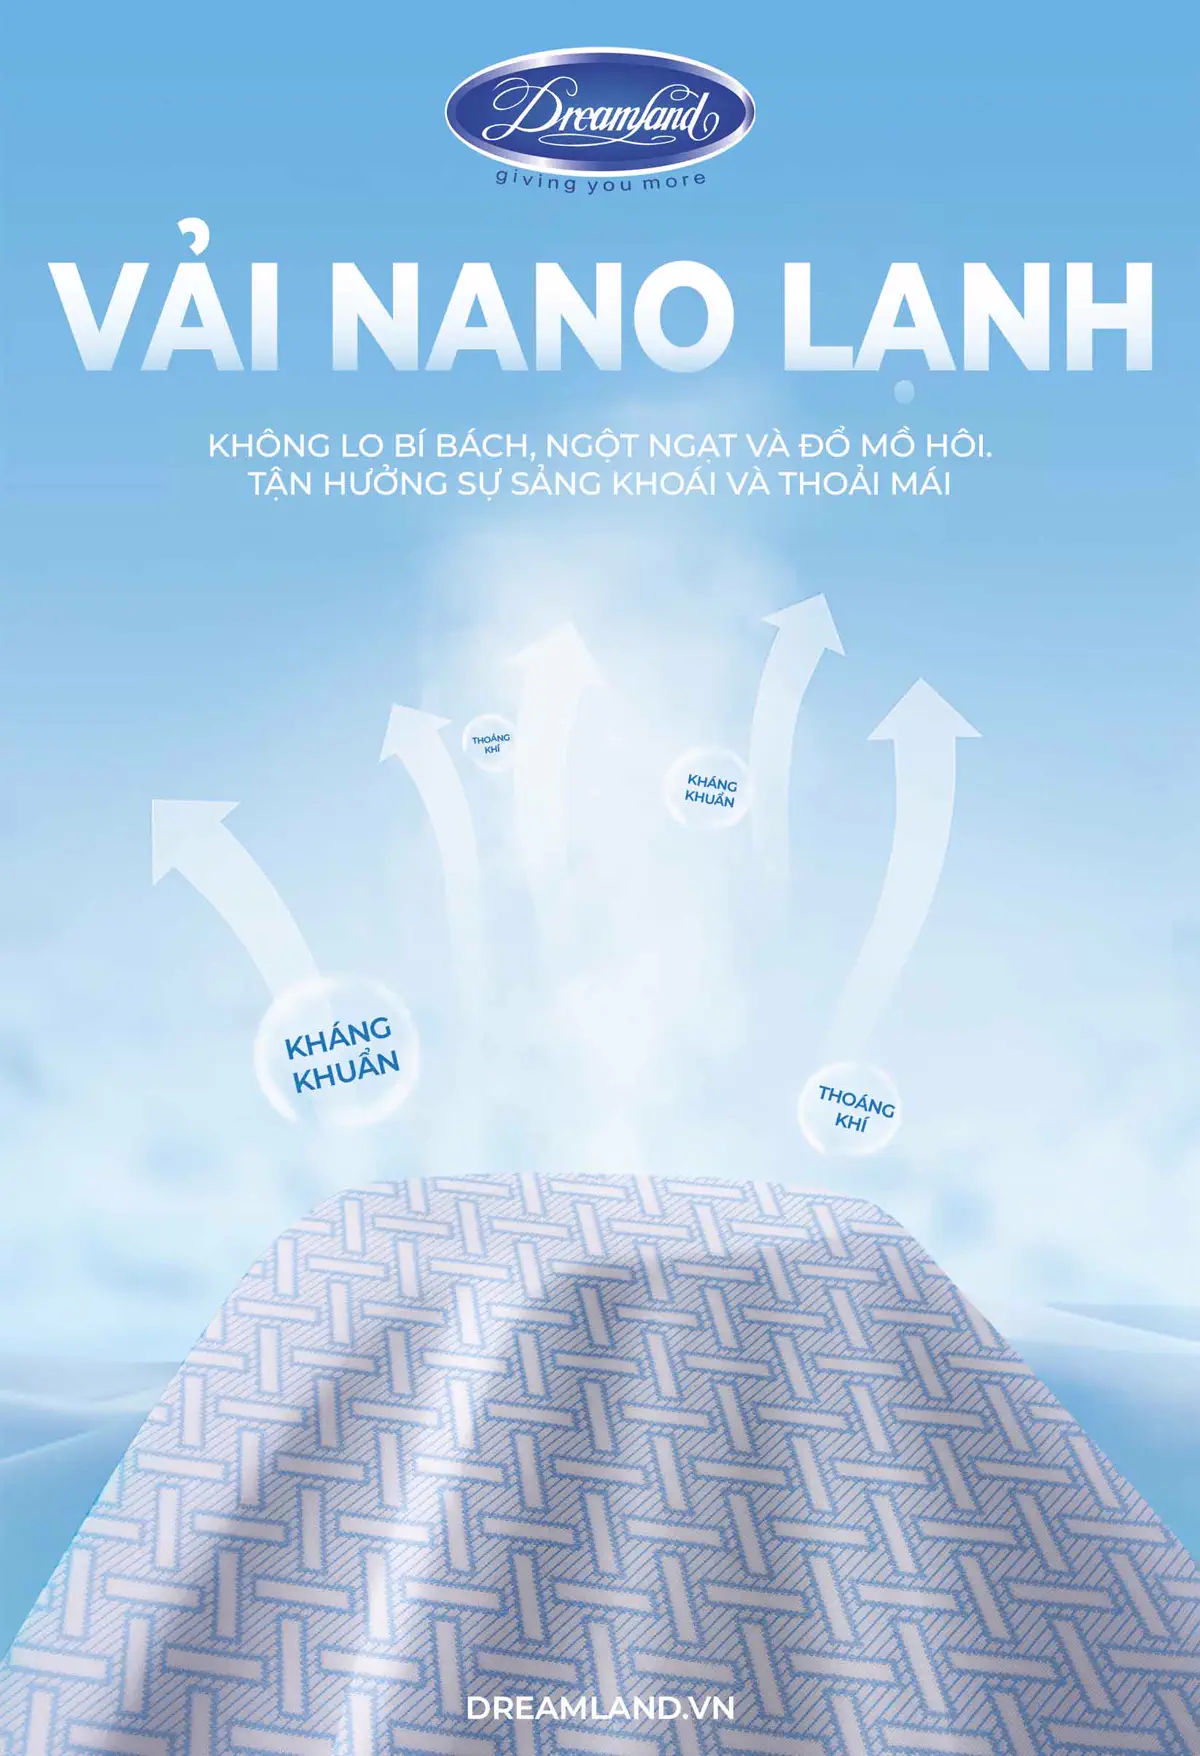 Dreamland
giving you more
VẢI NANO LẠNH
KHÔNG LO BÍ BÁCH, NGỘT NGẠT VÀ ĐỔ MỒ HÔI.
TẬN HƯỞNG SỰ SẢNG KHOÁI VÀ THOẢI MÁI
THOÁNG
KHÍ
KHÁNG
KHUẨN
KHÁNG
KHUẨN
THOÁNG
KHÍ
DREAMLAND.VN